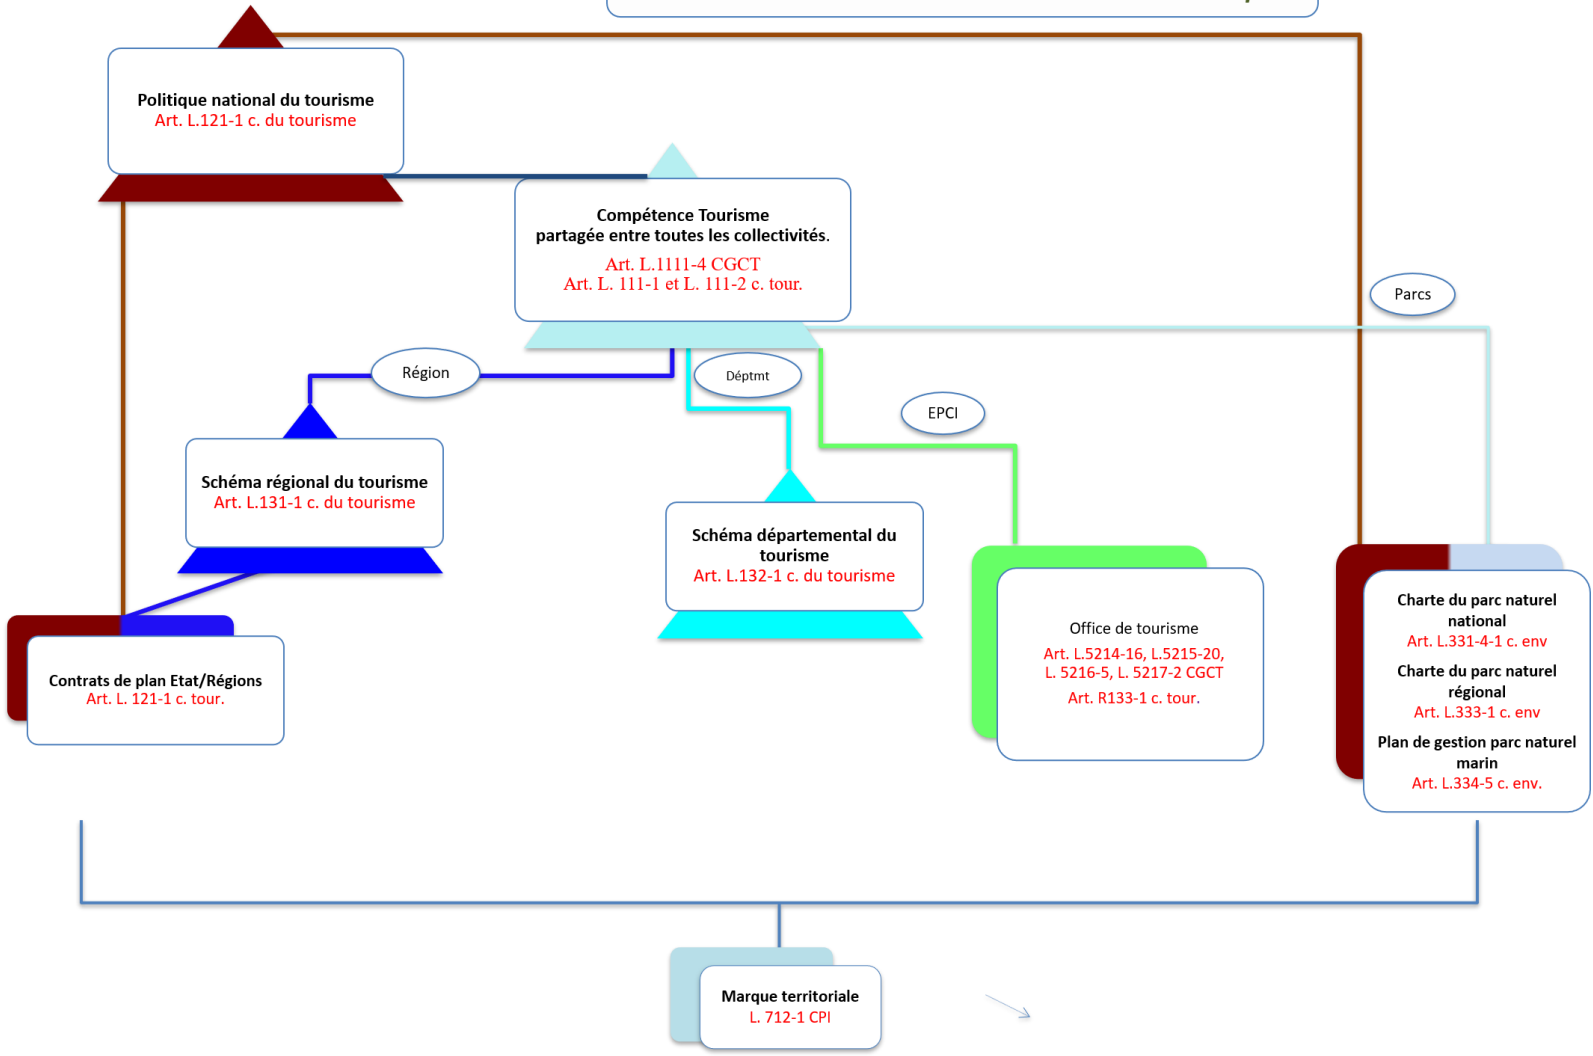 Politique national du tourisme
Art. L.121-1 c. du tourisme
Compétence Tourisme
partagée entre toutes les collectivités.
Art. L.1111-4 CGCT
Art. L. 111-1 et L. 111-2 c. tour.
Parcs
Région
Déptmt
EPCI
Schéma régional du tourisme
Art. L.131-1 c. du tourisme
Schéma départemental du
tourisme
Art. L.132-1 c. du tourisme
Office de tourisme
Art. L.5214-16, L.5215-20,
L. 5216-5, L. 5217-2 CGCT
Art. R133-1 c. tour.
Charte du parc naturel
national
Art. L.331-4-1 c. env
Charte du parc naturel
régional
Art. L.333-1 c. env
Plan de gestion parc naturel
marin
Art. L.334-5 c. env.
Contrats de plan Etat/Régions
Art. L. 121-1 c. tour.
Marque territoriale
L. 712-1 CPI